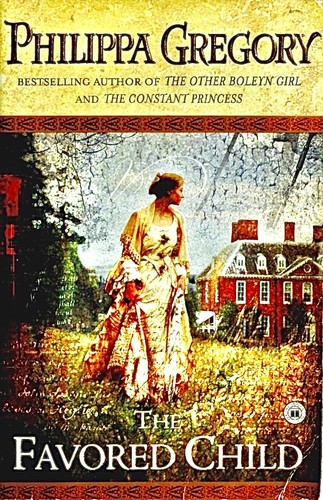 PHILIPPA GREGORY
BESTSELLING AUTHOR OF THE OTHER BOLEYN GIRL
AND THE CONSTANT PRINCESS
THE
FAVORED CHILD